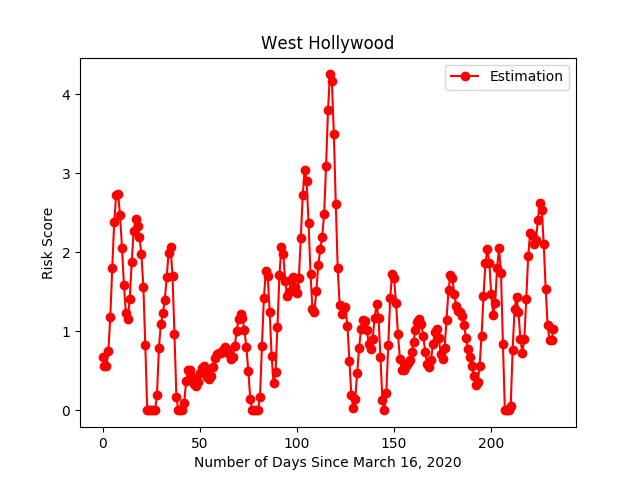 West Hollywood
Estimation
Risk Score
4
3
2
1
0
0 50 100 150 200
Number of Days Since March 16, 2020